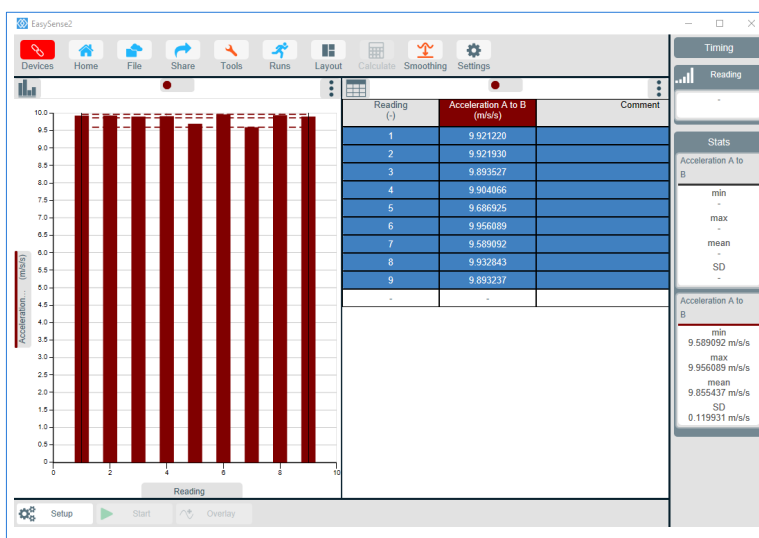 EasySense2
Devices Home File Share Tools Runs Layout Calculate Smoothing Settings
Timing
Reading
-
Stats
Acceleration A to
B
min
-
max
-
mean
-
SD
-
Acceleration A to
B
min
9.589092 m/s/s
max
9.956089 m/s/s
mean
9.855437 m/s/s
SD
0.119931 m/s/s
10.0
9.5
9.0
8.5
8.0
7.5
7.0
6.5
6.0
5.5
5.0
4.5
4.0
3.5
3.0
2.5
2.0
1.5
1.0
0.5
0
Acceleration... (m/s/s)
0 2 4 6 8 10
Reading
Reading Acceleration A to B Comment
(-) (m/s/s)
1 9.921220
2 9.921930
3 9.893527
4 9.904066
5 9.686925
6 9.956089
7 9.589092
8 9.932843
9 9.893237
- -
Setup Start Overlay